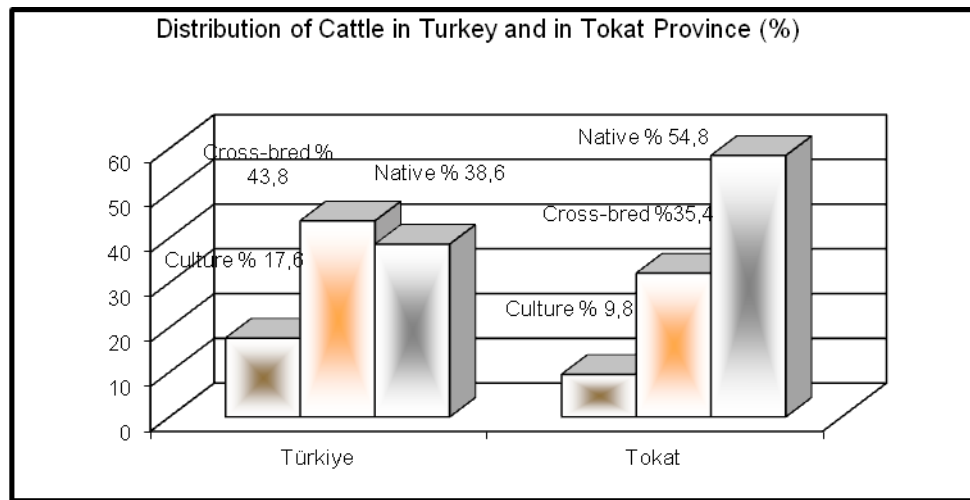 Distribution of Cattle in Turkey and in Tokat Province (%)
Cross-bred %
43,8
Native % 38,6
Culture % 17,6
Native % 54,8
Cross-bred %35,4
Culture % 9,8
60
50
40
30
20
10
0
Türkiye
Tokat